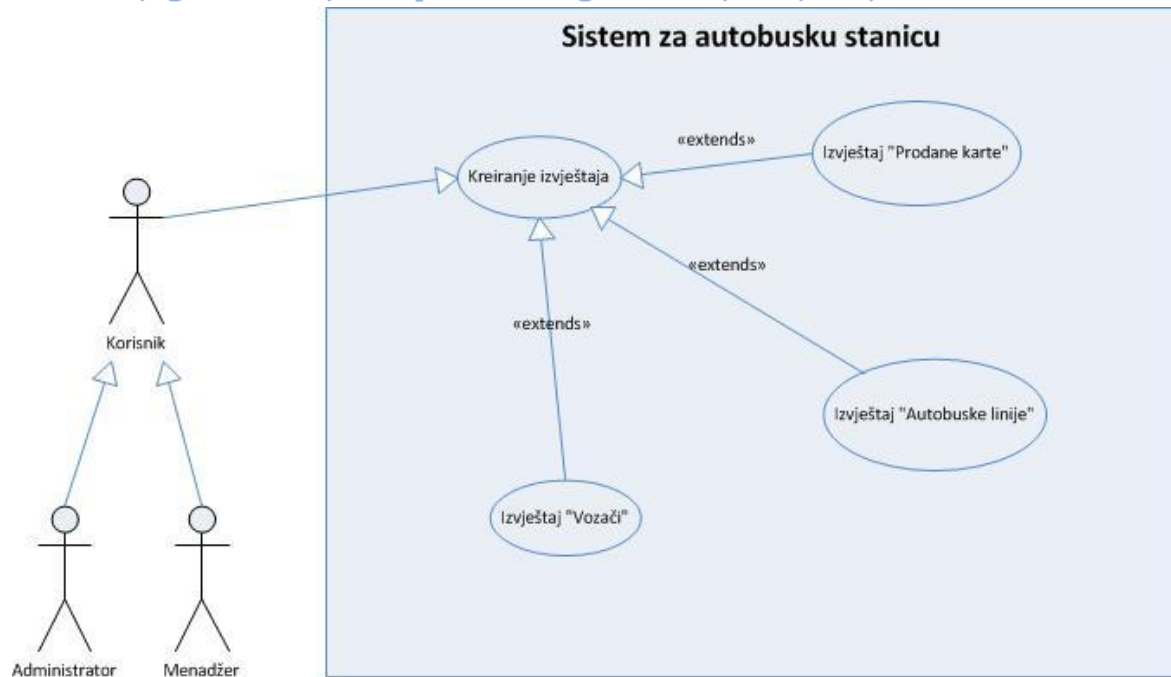 Sistem za autobusku stanicu
«extends»
Izvještaj "Prodane karte"
Kreiranje izvještaja
«extends»
«extends»
Korisnik
Izvještaj "Autobuske linije"
Izvještaj "Vozači"
Administrator
Menadžer